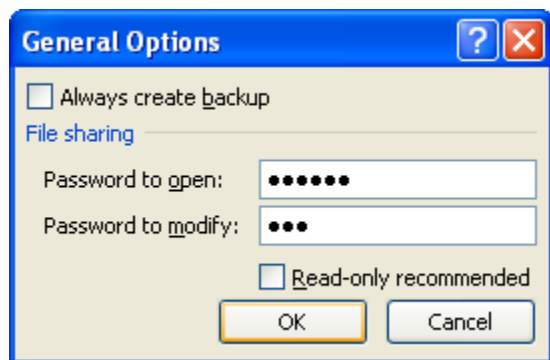 General Options
Always create backup
File sharing
Password to open: ●●●●●●
Password to modify: ●●●
Read-only recommended
OK Cancel